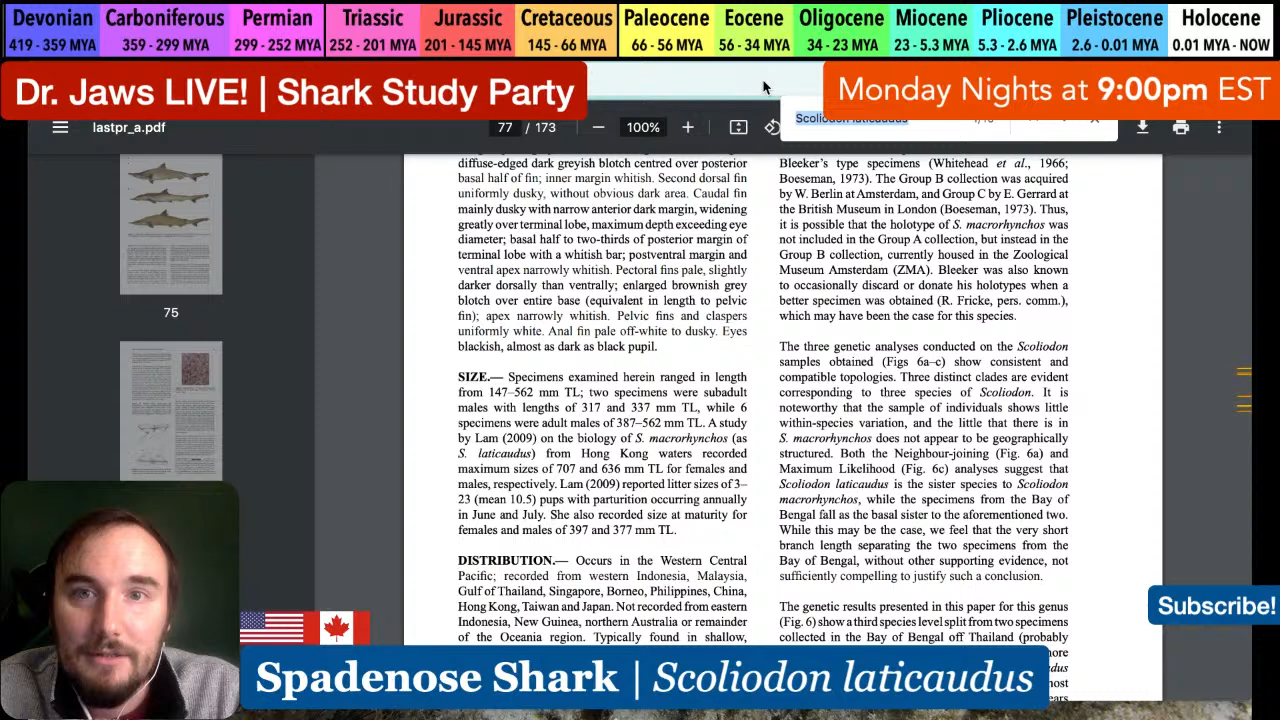 Devonian
419 - 359 MYA
Carboniferous
359 - 299 MYA
Permian
299 - 252 MYA
Triassic
252 - 201 MYA
Jurassic
201 - 145 MYA
Cretaceous
145 - 66 MYA
Paleocene
66 - 56 MYA
Eocene
56 - 34 MYA
Oligocene
34 - 23 MYA
Miocene
23 - 5.3 MYA
Pliocene
5.3 - 2.6 MYA
Pleistocene
2.6 - 0.01 MYA
Holocene
0.01 MYA - NOW
Dr. Jaws LIVE! | Shark Study Party
Monday Nights at 9:00pm EST
lastpr_a.pdf
77 / 173
100%
Scoliodon laticaudus
75
diffuse-edged dark greyish blotch centred over posterior
basal half of fin; inner margin whitish. Second dorsal fin
uniformly dusky, without obvious dark area. Caudal fin
mainly dusky with narrow anterior dark margin, widening
greatly over terminal lobe, maximum depth exceeding eye
diameter; basal half to two-thirds of posterior margin of
terminal lobe with a whitish bar; postventral margin and
ventral apex narrowly whitish. Pectoral fins pale, slightly
darker dorsally than ventrally; enlarged brownish grey
blotch over entire base (equivalent in length to pelvic
fin); apex narrowly whitish. Pelvic fins and claspers
uniformly white. Anal fin pale off-white to dusky. Eyes
blackish, almost as dark as black pupil.
SIZE.— Specimens examined herein ranged in length
from 147–562 mm TL; two specimens were subadult
males with lengths of 317 and 337 mm TL, while 6
specimens were adult males of 387–562 mm TL. A study
by Lam (2009) on the biology of S. macrorhynchos (as
S. laticaudus) from Hong Kong waters recorded
maximum sizes of 707 and 636 mm TL for females and
males, respectively. Lam (2009) reported litter sizes of 3–
23 (mean 10.5) pups with parturition occurring annually
in June and July. She also recorded size at maturity for
females and males of 397 and 377 mm TL.
DISTRIBUTION.— Occurs in the Western Central
Pacific; recorded from western Indonesia, Malaysia,
Gulf of Thailand, Singapore, Borneo, Philippines, China,
Hong Kong, Taiwan and Japan. Not recorded from eastern
Indonesia, New Guinea, northern Australia or remainder
of the Oceania region. Typically found in shallow,
Bleeker's type specimens (Whitehead et al., 1966;
Boeseman, 1973). The Group B collection was acquired
by W. Berlin at Amsterdam, and Group C by E. Gerrard at
the British Museum in London (Boeseman, 1973). Thus,
it is possible that the holotype of S. macrorhynchos was
not included in the Group A collection, but instead in the
Group B collection, currently housed in the Zoological
Museum Amsterdam (ZMA). Bleeker was also known
to occasionally discard or donate his holotypes when a
better specimen was obtained (R. Fricke, pers. comm.),
which may have been the case for this species.
The three genetic analyses conducted on the Scoliodon
samples obtained (Figs 6a–c) show consistent and
compatible topologies. Three distinct clades are evident
corresponding to three species of Scoliodon. It is
noteworthy that the sample of individuals shows little
within-species variation, and the little that there is in
S. macrorhynchos does not appear to be geographically
structured. Both the Neighbour-joining (Fig. 6a) and
Maximum Likelihood (Fig. 6c) analyses suggest that
Scoliodon laticaudus is the sister species to Scoliodon
macrorhynchos, while the specimens from the Bay of
Bengal fall as the basal sister to the aforementioned two.
While this may be the case, we feel that the very short
branch length separating the two specimens from the
Bay of Bengal, without other supporting evidence, not
sufficiently compelling to justify such a conclusion.
The genetic results presented in this paper for this genus
(Fig. 6) show a third species level split from two specimens
collected in the Bay of Bengal off Thailand (probably
Subscribe!
Spadenose Shark | Scoliodon laticaudus